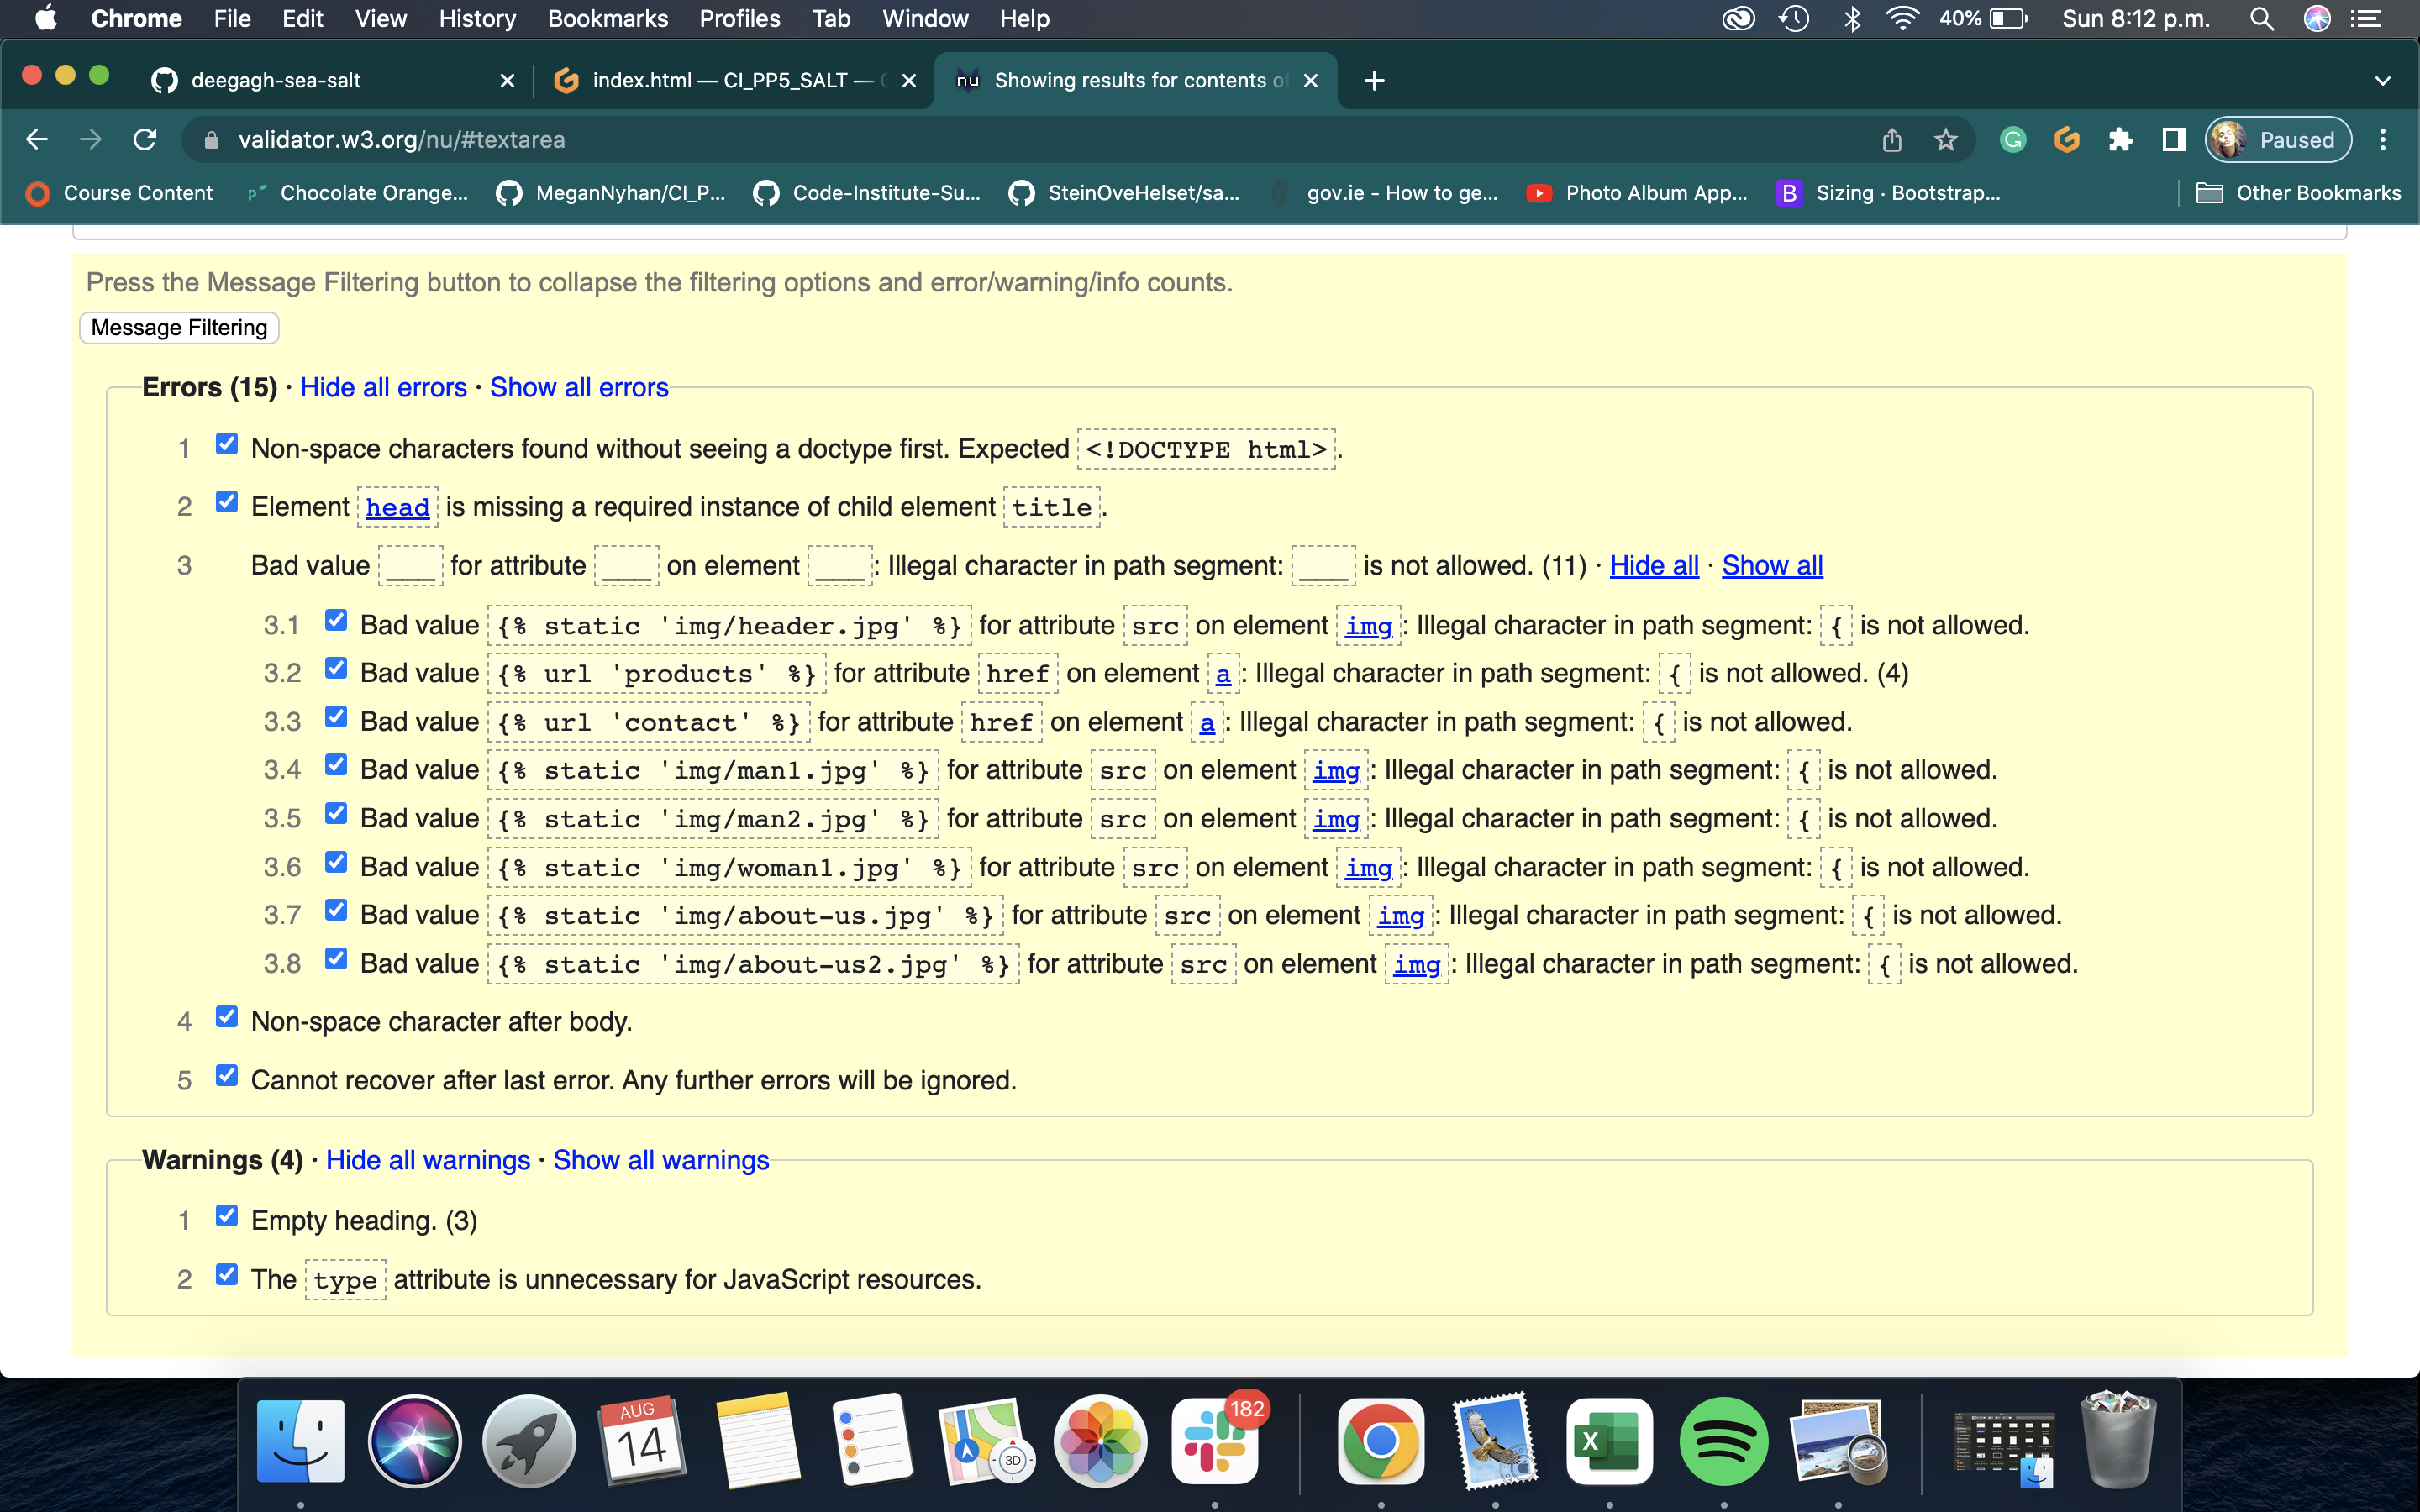 Chrome File Edit View History Bookmarks Profiles Tab Window Help 40% Sun 8:12 p.m.
deegagh-sea-salt index.html — CI_PP5_SALT — Showing results for contents
validator.w3.org/nu/#textarea Paused
Course Content Chocolate Orange... MeganNyhan/CI_P... Code-Institute-Su... SteinOveHelset/sa... gov.ie - How to ge... Photo Album App... B Sizing · Bootstrap... Other Bookmarks
Press the Message Filtering button to collapse the filtering options and error/warning/info counts.
Message Filtering
Errors (15) · Hide all errors · Show all errors
1 Non-space characters found without seeing a doctype first. Expected <!DOCTYPE html>.
2 Element head is missing a required instance of child element title.
3 Bad value ____ for attribute ____ on element ____: Illegal character in path segment: ____ is not allowed. (11) · Hide all · Show all
3.1 Bad value {% static 'img/header.jpg' %} for attribute src on element img: Illegal character in path segment: { is not allowed.
3.2 Bad value {% url 'products' %} for attribute href on element a: Illegal character in path segment: { is not allowed. (4)
3.3 Bad value {% url 'contact' %} for attribute href on element a: Illegal character in path segment: { is not allowed.
3.4 Bad value {% static 'img/man1.jpg' %} for attribute src on element img: Illegal character in path segment: { is not allowed.
3.5 Bad value {% static 'img/man2.jpg' %} for attribute src on element img: Illegal character in path segment: { is not allowed.
3.6 Bad value {% static 'img/woman1.jpg' %} for attribute src on element img: Illegal character in path segment: { is not allowed.
3.7 Bad value {% static 'img/about-us.jpg' %} for attribute src on element img: Illegal character in path segment: { is not allowed.
3.8 Bad value {% static 'img/about-us2.jpg' %} for attribute src on element img: Illegal character in path segment: { is not allowed.
4 Non-space character after body.
5 Cannot recover after last error. Any further errors will be ignored.
Warnings (4) · Hide all warnings · Show all warnings
1 Empty heading. (3)
2 The type attribute is unnecessary for JavaScript resources.
AUG
14
3D
182
X